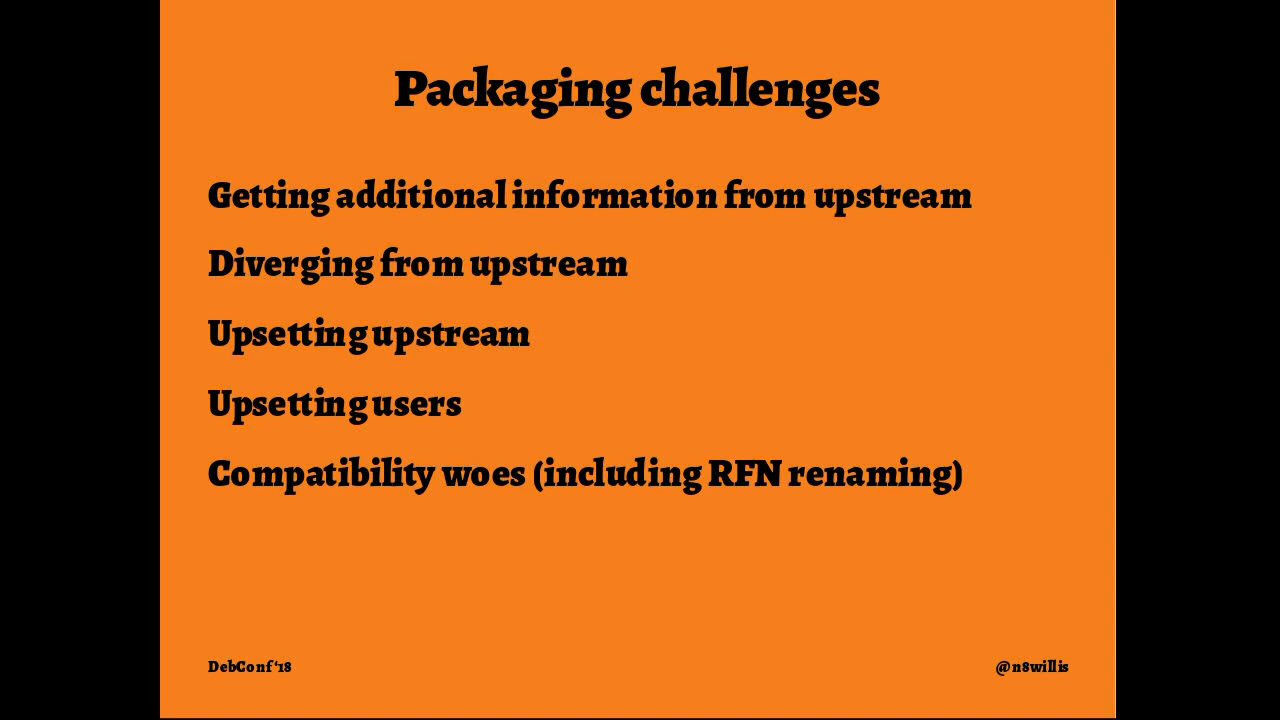 Packaging challenges
Getting additional information from upstream
Diverging from upstream
Upsetting upstream
Upsetting users
Compatibility woes (including RFN renaming)
DebConf ‘18
@n8willis